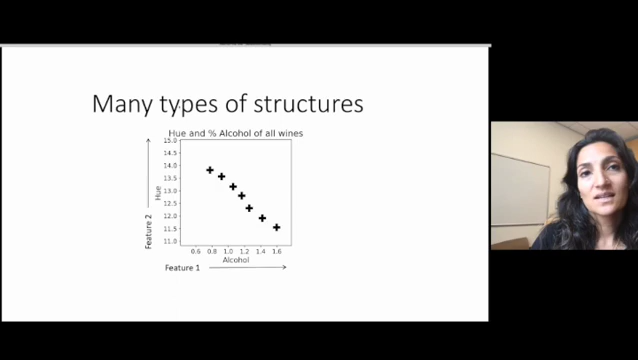 Many types of structures
Hue and % Alcohol of all wines
15.0
14.5
14.0
13.5
13.0
12.5
12.0
11.5
11.0
Hue
Feature 2
0.6 0.8 1.0 1.2 1.4 1.6
Alcohol
Feature 1